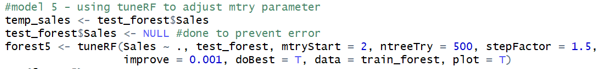 #model 5 - using tuneRF to adjust mtry parameter
temp_sales <- test_forest$Sales
test_forest$Sales <- NULL #done to prevent error
forest5 <- tuneRF(Sales ~ ., test_forest, mtryStart = 2, ntreeTry = 500, stepFactor = 1.5,
improve = 0.001, doBest = T, data = train_forest, plot = T)